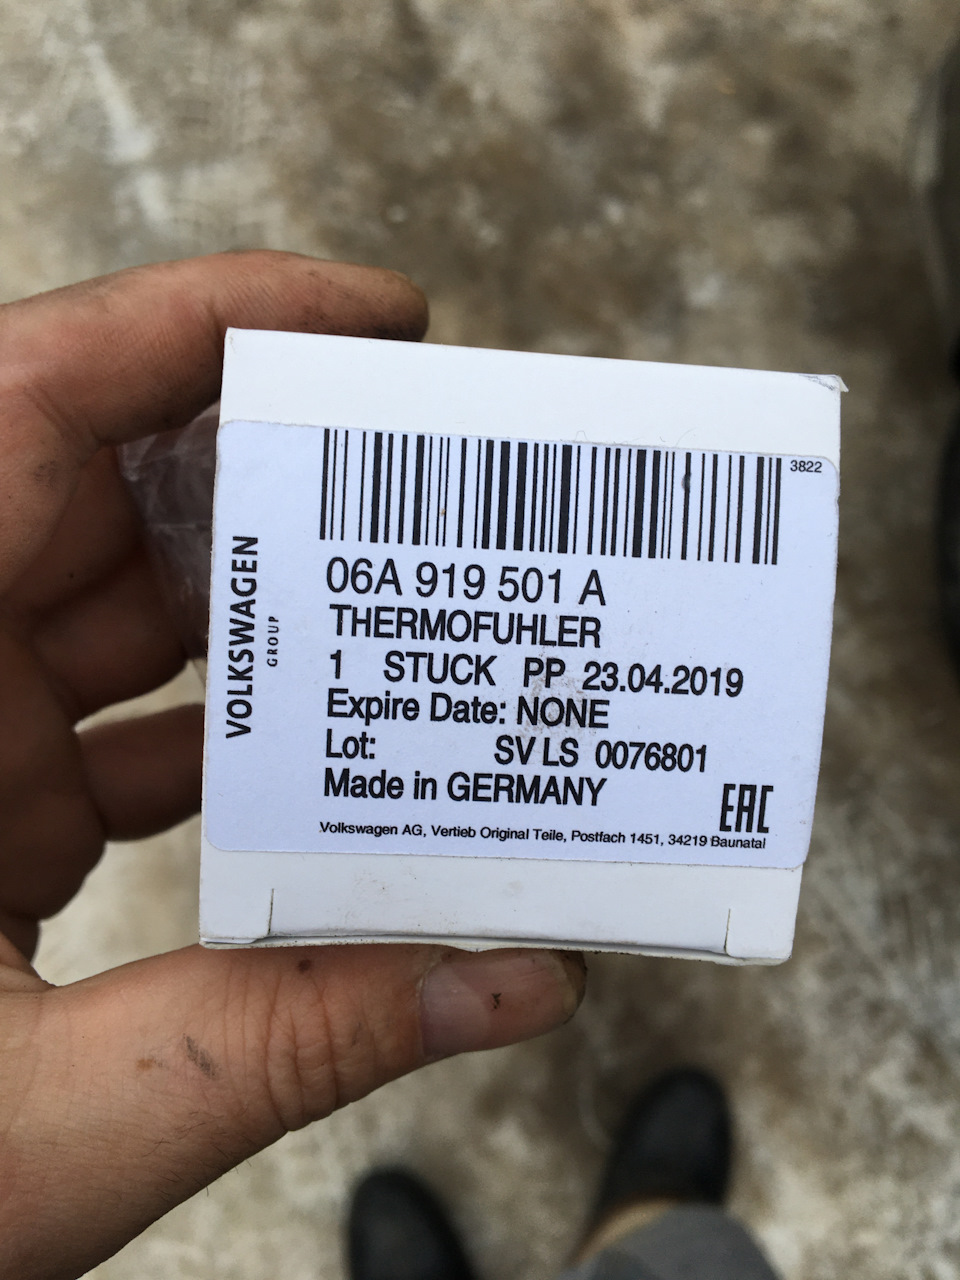 3822
VOLKSWAGEN
GROUP
06A 919 501 A
THERMOFUHLER
1 STUCK PP 23.04.2019
Expire Date: NONE
Lot: SV LS 0076801
Made in GERMANY
EAC
Volkswagen AG, Vertieb Original Teile, Postfach 1451, 34219 Baunatal